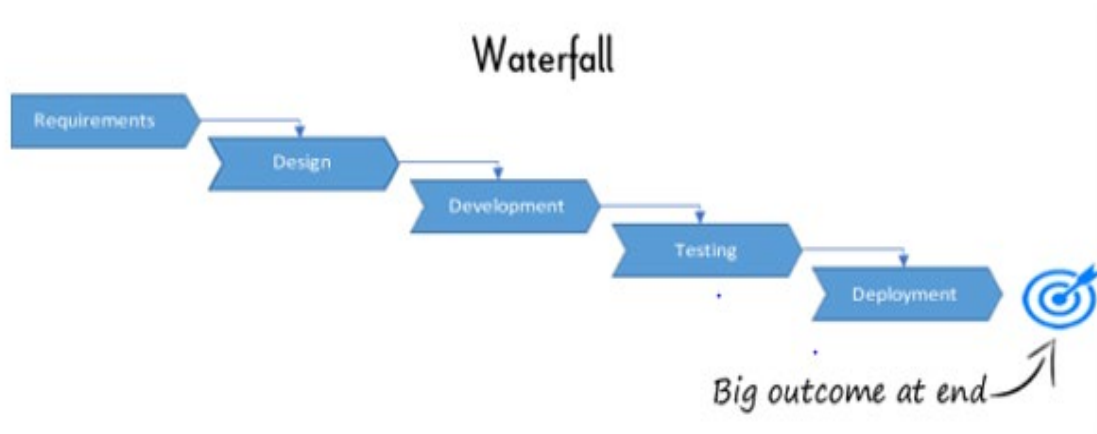 Waterfall
Requirements
Design
Development
Testing
Deployment
Big outcome at end